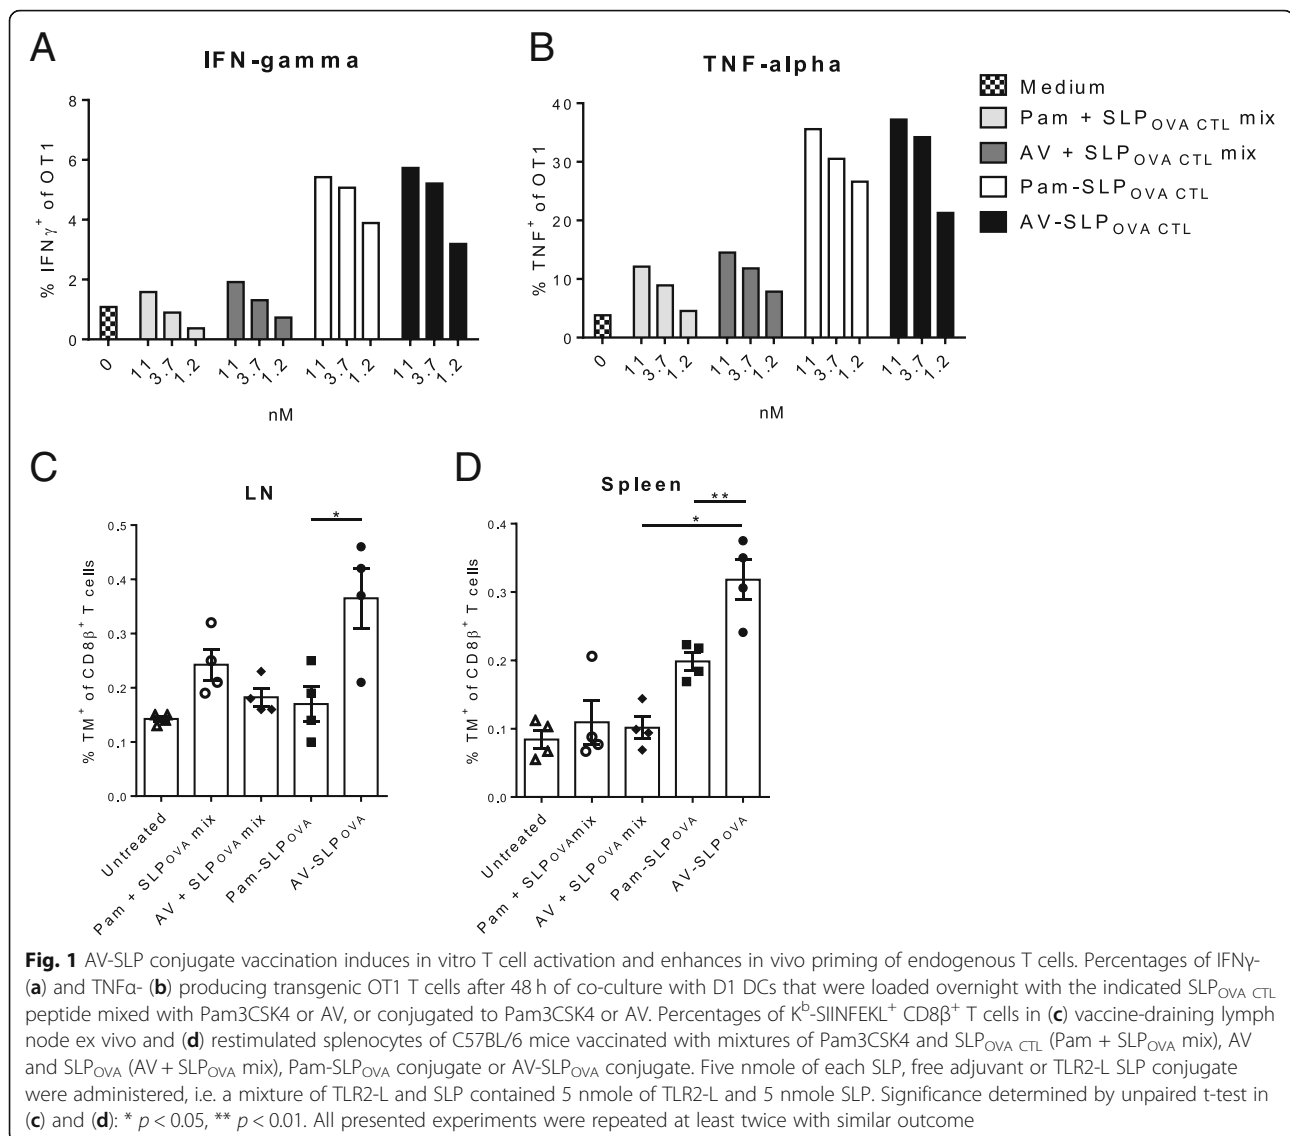 A
IFN-gamma
% IFNγ+ of OT1
8
6
4
2
0
0
11
3.7
1.2
11
3.7
1.2
11
3.7
1.2
11
3.7
1.2
nM
B
TNF-alpha
% TNF+ of OT1
40
30
20
10
0
0
11
3.7
1.2
11
3.7
1.2
11
3.7
1.2
11
3.7
1.2
nM
Medium
Pam + SLPOVA CTL mix
AV + SLPOVA CTL mix
Pam-SLPOVA CTL
AV-SLPOVA CTL
C
LN
% TM+ of CD8β+ T cells
0.5
0.4
0.3
0.2
0.1
0.0
*
Untreated
Pam + SLPOVA mix
AV + SLPOVA mix
Pam-SLPOVA
AV-SLPOVA
D
Spleen
% TM+ of CD8β+ T cells
0.4
0.3
0.2
0.1
0.0
**
*
Untreated
Pam + SLPOVA mix
AV + SLPOVA mix
Pam-SLPOVA
AV-SLPOVA
Fig. 1 AV-SLP conjugate vaccination induces in vitro T cell activation and enhances in vivo priming of endogenous T cells. Percentages of IFNγ-
(a) and TNFα- (b) producing transgenic OT1 T cells after 48 h of co-culture with D1 DCs that were loaded overnight with the indicated SLPOVA CTL
peptide mixed with Pam3CSK4 or AV, or conjugated to Pam3CSK4 or AV. Percentages of Kb-SIINFEKL+ CD8β+ T cells in (c) vaccine-draining lymph
node ex vivo and (d) restimulated splenocytes of C57BL/6 mice vaccinated with mixtures of Pam3CSK4 and SLPOVA CTL (Pam + SLPOVA mix), AV
and SLPOVA (AV + SLPOVA mix), Pam-SLPOVA conjugate or AV-SLPOVA conjugate. Five nmole of each SLP, free adjuvant or TLR2-L SLP conjugate
were administered, i.e. a mixture of TLR2-L and SLP contained 5 nmole of TLR2-L and 5 nmole SLP. Significance determined by unpaired t-test in
(c) and (d): * p < 0.05, ** p < 0.01. All presented experiments were repeated at least twice with similar outcome